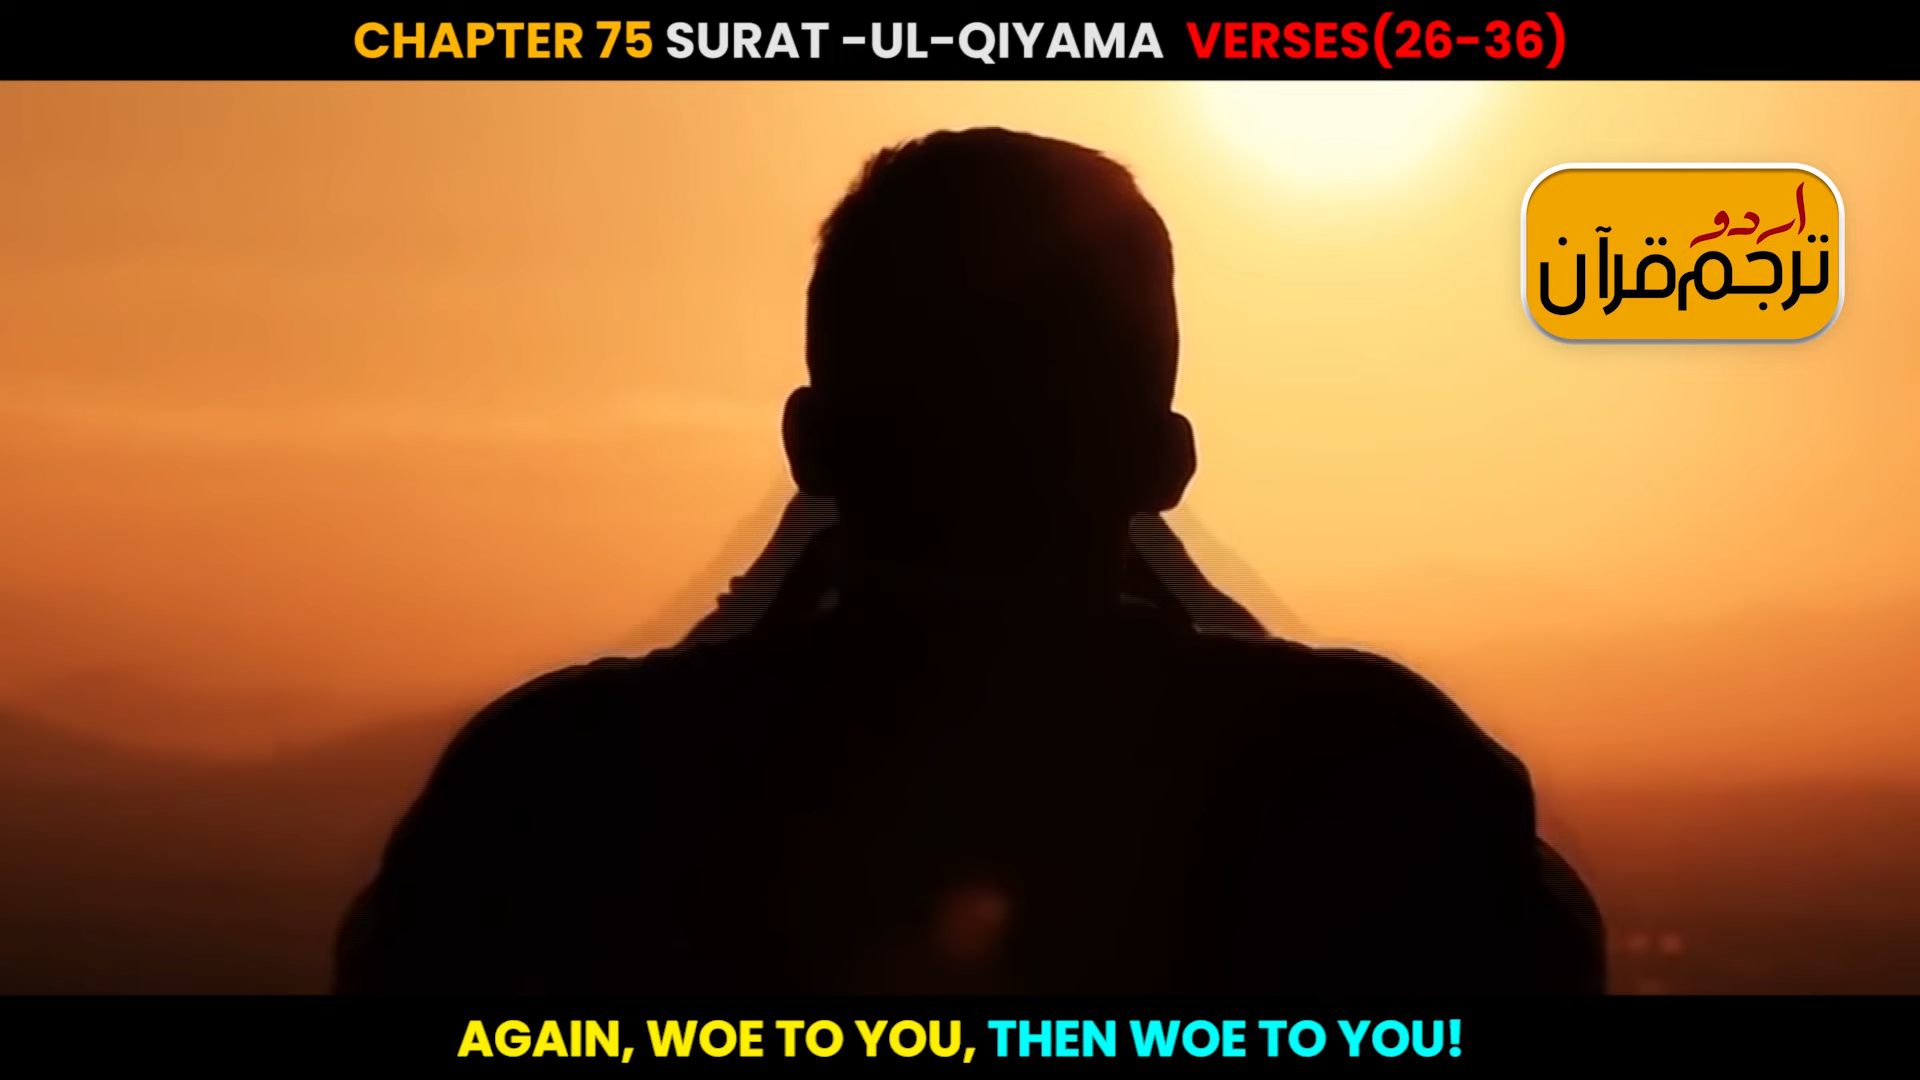 CHAPTER 75 SURAT -UL-QIYAMA VERSES(26-36)
اردو
ترجمہ قرآن
AGAIN, WOE TO YOU, THEN WOE TO YOU!